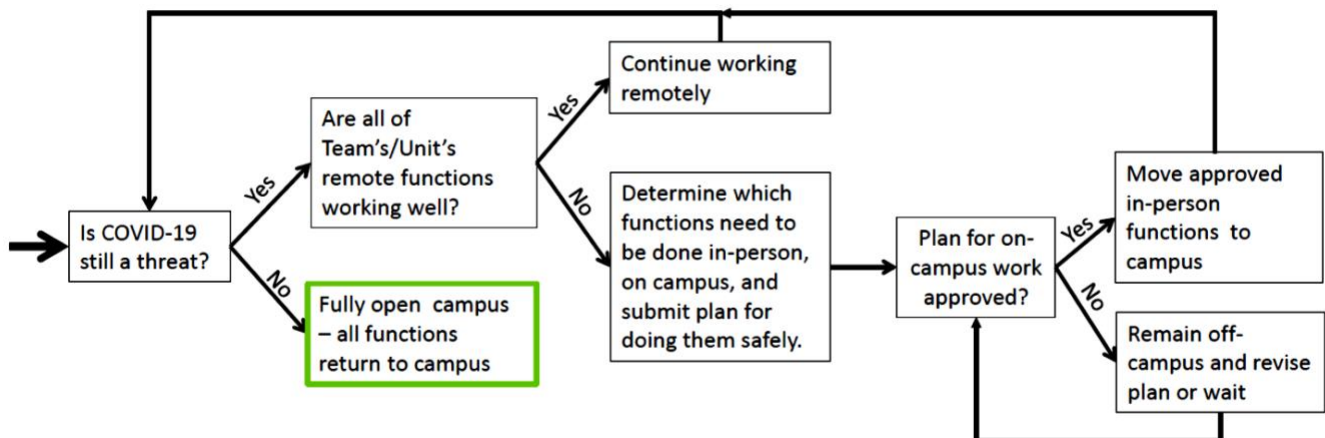 Is COVID-19
still a threat?
Yes
No
Are all of
Team's/Unit's
remote functions
working well?
Fully open campus
– all functions
return to campus
Yes
No
Continue working
remotely
Determine which
functions need to
be done in-person,
on campus, and
submit plan for
doing them safely.
Plan for on-
campus work
approved?
Yes
No
Move approved
in-person
functions to
campus
Remain off-
campus and revise
plan or wait